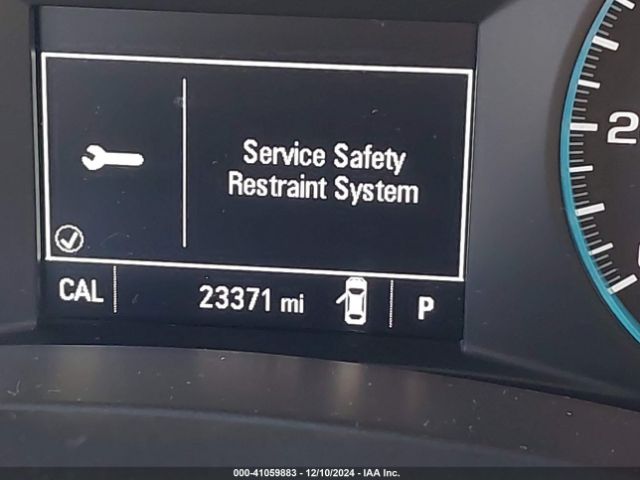 Service Safety
Restraint System
CAL 23371 mi P
2
000-41059883 - 12/10/2024 - IAA Inc.